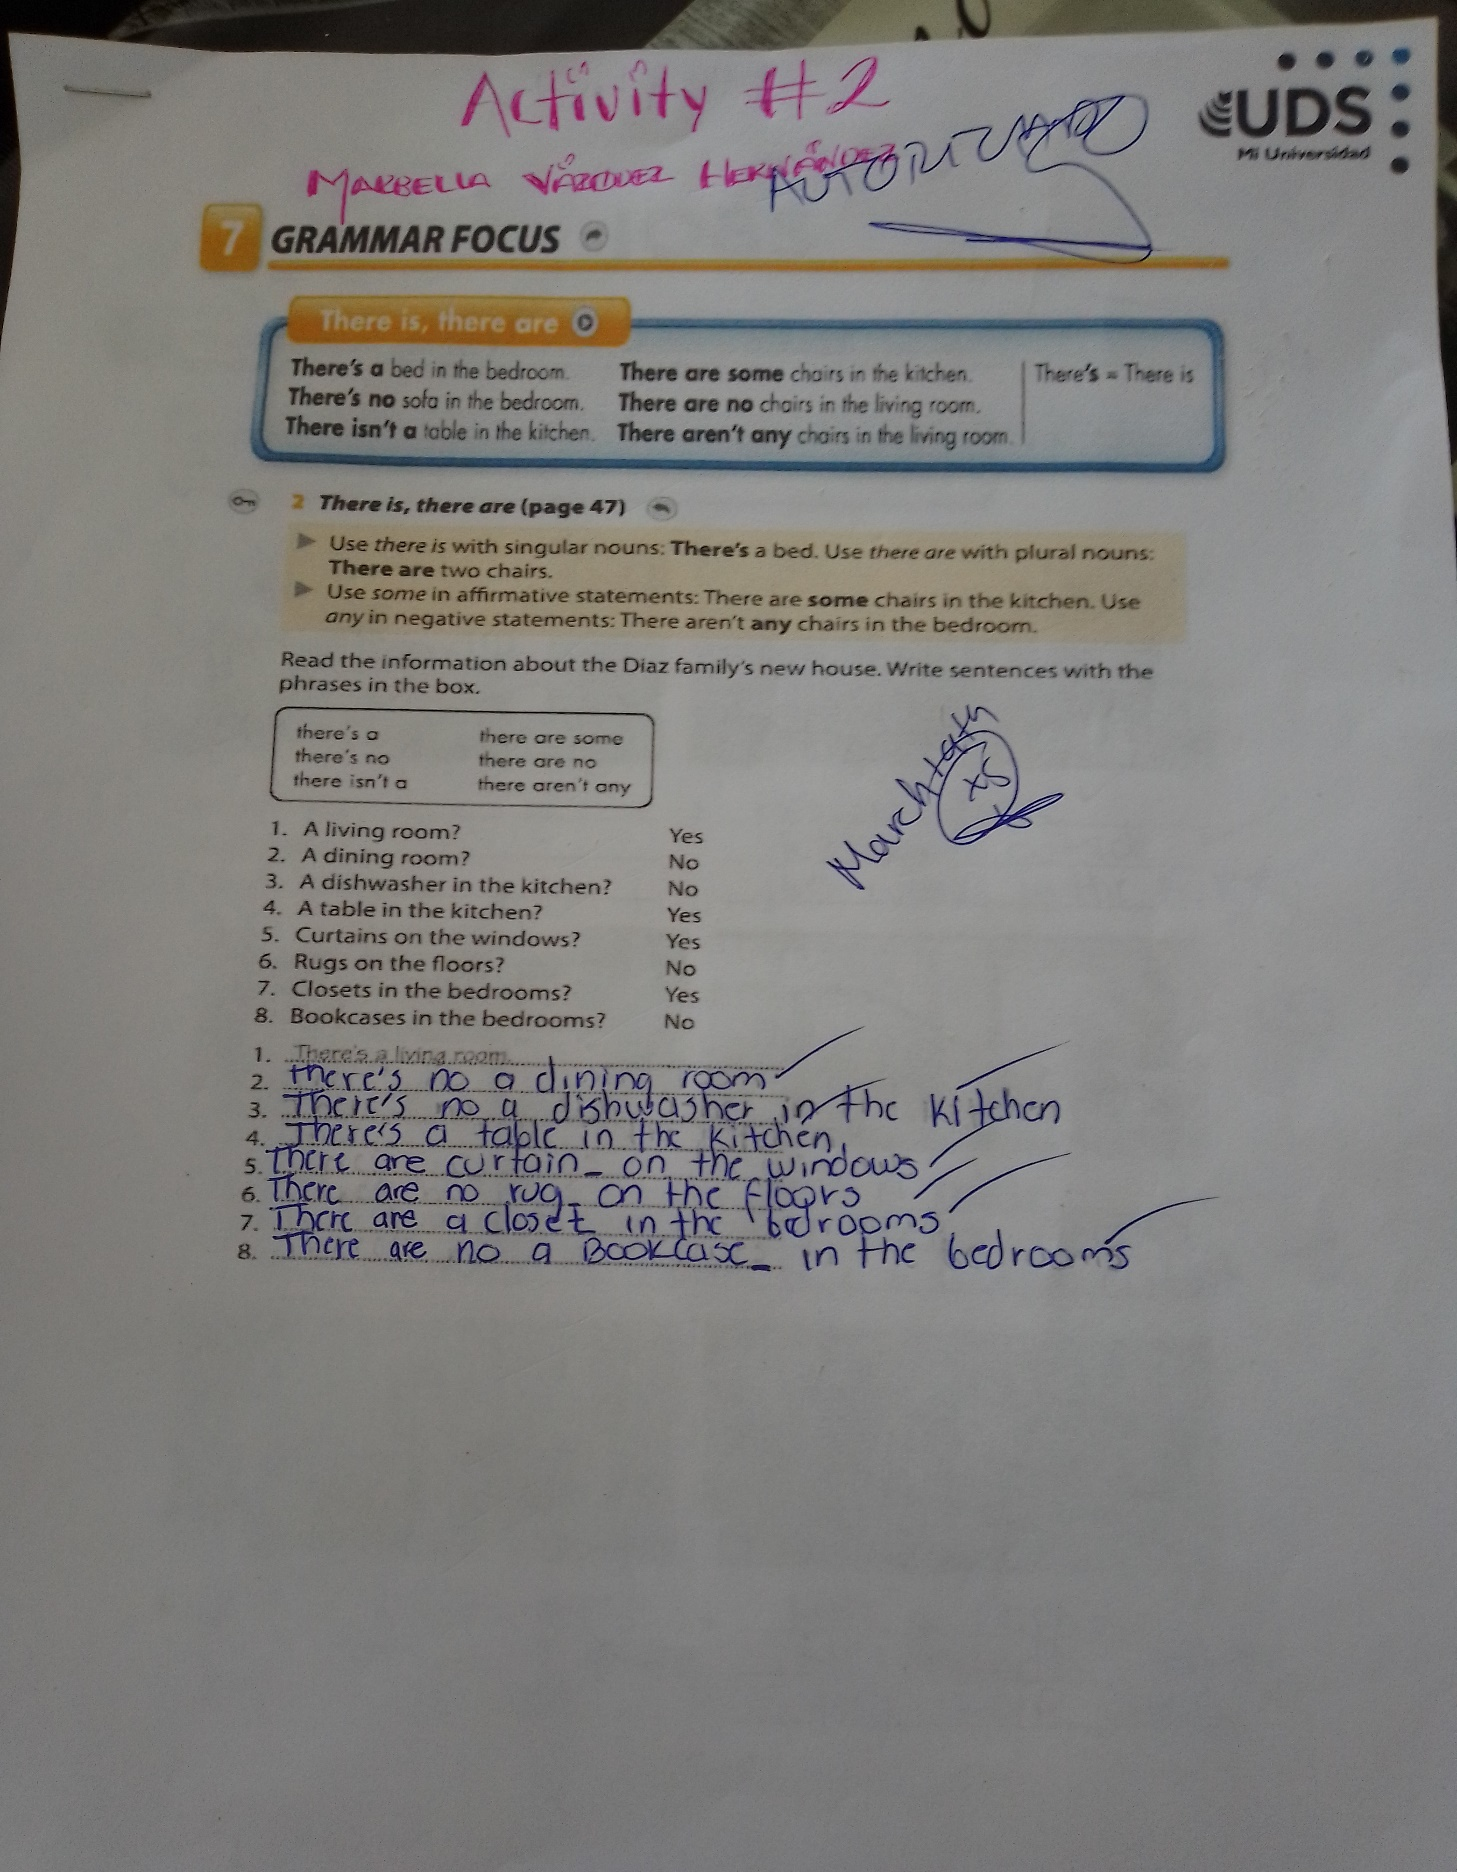 Activity #2
UDS
Mi Universidad
MARBELLA VÁZQUEZ HERNÁNDEZ
AUTORIZADO
7 GRAMMAR FOCUS
There is, there are
There's a bed in the bedroom. There are some chairs in the kitchen. There's = There is
There's no sofa in the bedroom. There are no chairs in the living room.
There isn't a table in the kitchen. There aren't any chairs in the living room.
2 There is, there are (page 47)
Use there is with singular nouns: There's a bed. Use there are with plural nouns:
There are two chairs.
Use some in affirmative statements: There are some chairs in the kitchen. Use
any in negative statements: There aren't any chairs in the bedroom.
Read the information about the Diaz family's new house. Write sentences with the
phrases in the box.
there's a there are some
there's no there are no
there isn't a there aren't any
March
1. A living room? Yes
2. A dining room? No
3. A dishwasher in the kitchen? No
4. A table in the kitchen? Yes
5. Curtains on the windows? Yes
6. Rugs on the floors? No
7. Closets in the bedrooms? Yes
8. Bookcases in the bedrooms? No
1. There's a living room.
2. there's no a dining room
3. There's no a dishwasher in the kitchen
4. There's a table in the kitchen.
5. There are curtain_ on the windows
6. There are no rug_ on the floors
7. There are a closet in the bedrooms
8. There are no a Bookcase_ in the bedrooms